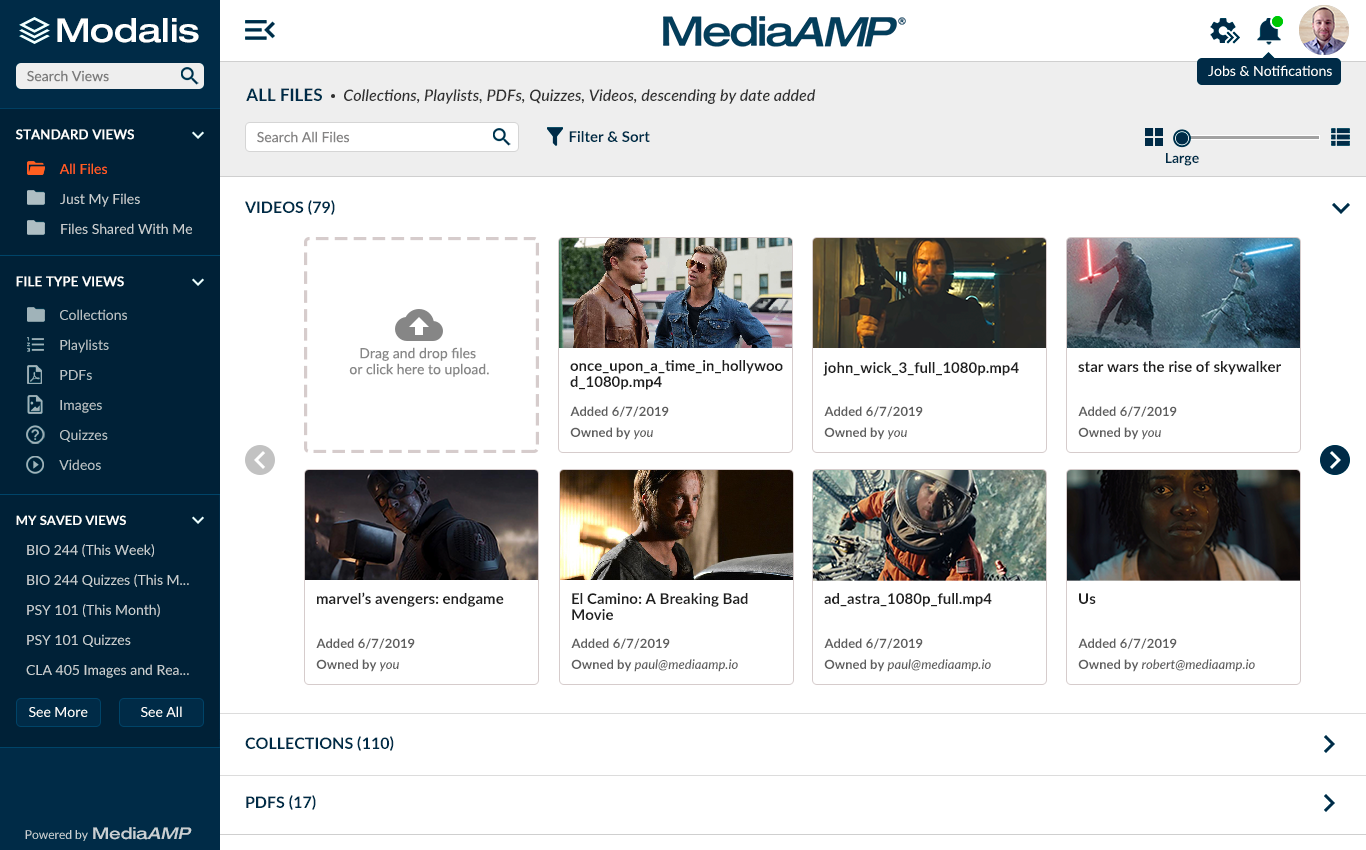 Modalis
Search Views
STANDARD VIEWS
All Files
Just My Files
Files Shared With Me
FILE TYPE VIEWS
Collections
Playlists
PDFs
Images
Quizzes
Videos
MY SAVED VIEWS
BIO 244 (This Week)
BIO 244 Quizzes (This M...
PSY 101 (This Month)
PSY 101 Quizzes
CLA 405 Images and Rea...
See More
See All
Powered by MediaAMP
MediaAMP®
Jobs & Notifications
ALL FILES • Collections, Playlists, PDFs, Quizzes, Videos, descending by date added
Search All Files
Filter & Sort
Large
VIDEOS (79)
Drag and drop files
or click here to upload.
once_upon_a_time_in_hollywoo
d_1080p.mp4
Added 6/7/2019
Owned by you
john_wick_3_full_1080p.mp4
Added 6/7/2019
Owned by you
star wars the rise of skywalker
Added 6/7/2019
Owned by you
marvel’s avengers: endgame
Added 6/7/2019
Owned by you
El Camino: A Breaking Bad
Movie
Added 6/7/2019
Owned by paul@mediaamp.io
ad_astra_1080p_full.mp4
Added 6/7/2019
Owned by paul@mediaamp.io
Us
Added 6/7/2019
Owned by robert@mediaamp.io
COLLECTIONS (110)
PDFS (17)